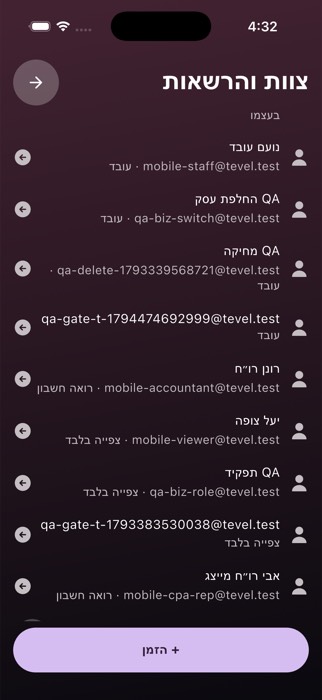 4:32
צוות והרשאות
בעצמו
נועם עובד
mobile-staff@tevel.test · עובד
QA החלפת עסק
qa-biz-switch@tevel.test · עובד
QA מחיקה
qa-delete-1793339568721@tevel.test ·
עובד
qa-gate-t-1794474692999@tevel.test
עובד
רונן רו״ח
mobile-accountant@tevel.test · רואה חשבון
יעל צופה
mobile-viewer@tevel.test · צפייה בלבד
QA תפקיד
qa-biz-role@tevel.test · צפייה בלבד
qa-gate-t-1793383530038@tevel.test
צפייה בלבד
אבי רו״ח מייצג
mobile-cpa-rep@tevel.test · רואה חשבון
+ הזמן